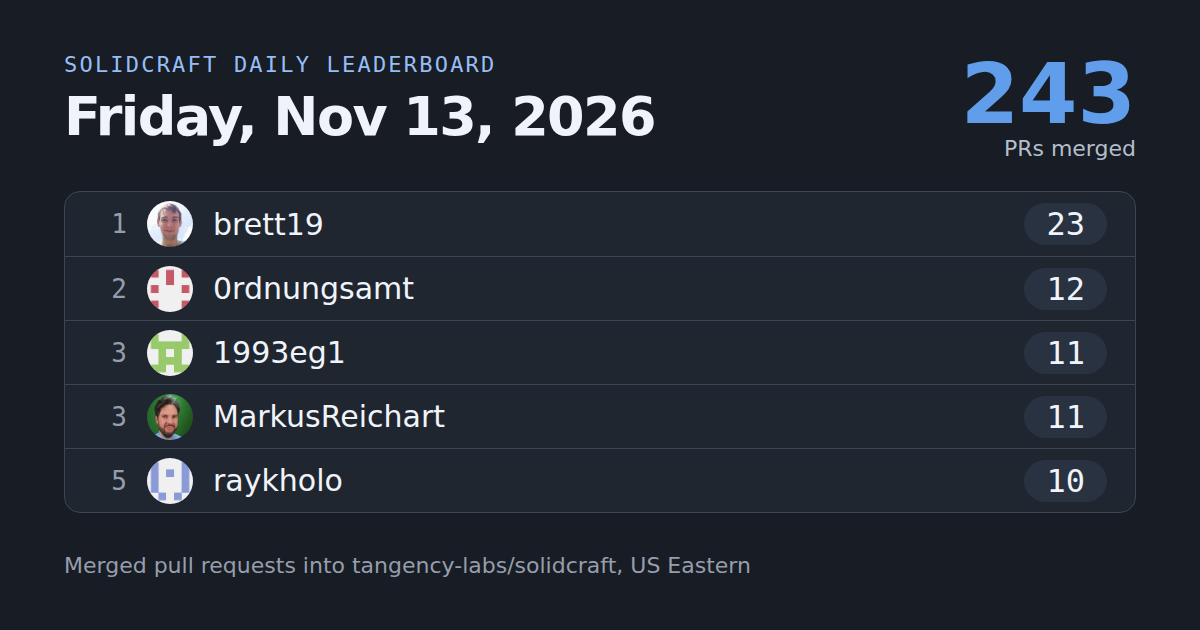 SOLIDCRAFT DAILY LEADERBOARD
Friday, Nov 13, 2026
243
PRs merged
1 brett19 23
2 0rdnungsamt 12
3 1993eg1 11
3 MarkusReichart 11
5 raykholo 10
Merged pull requests into tangency-labs/solidcraft, US Eastern